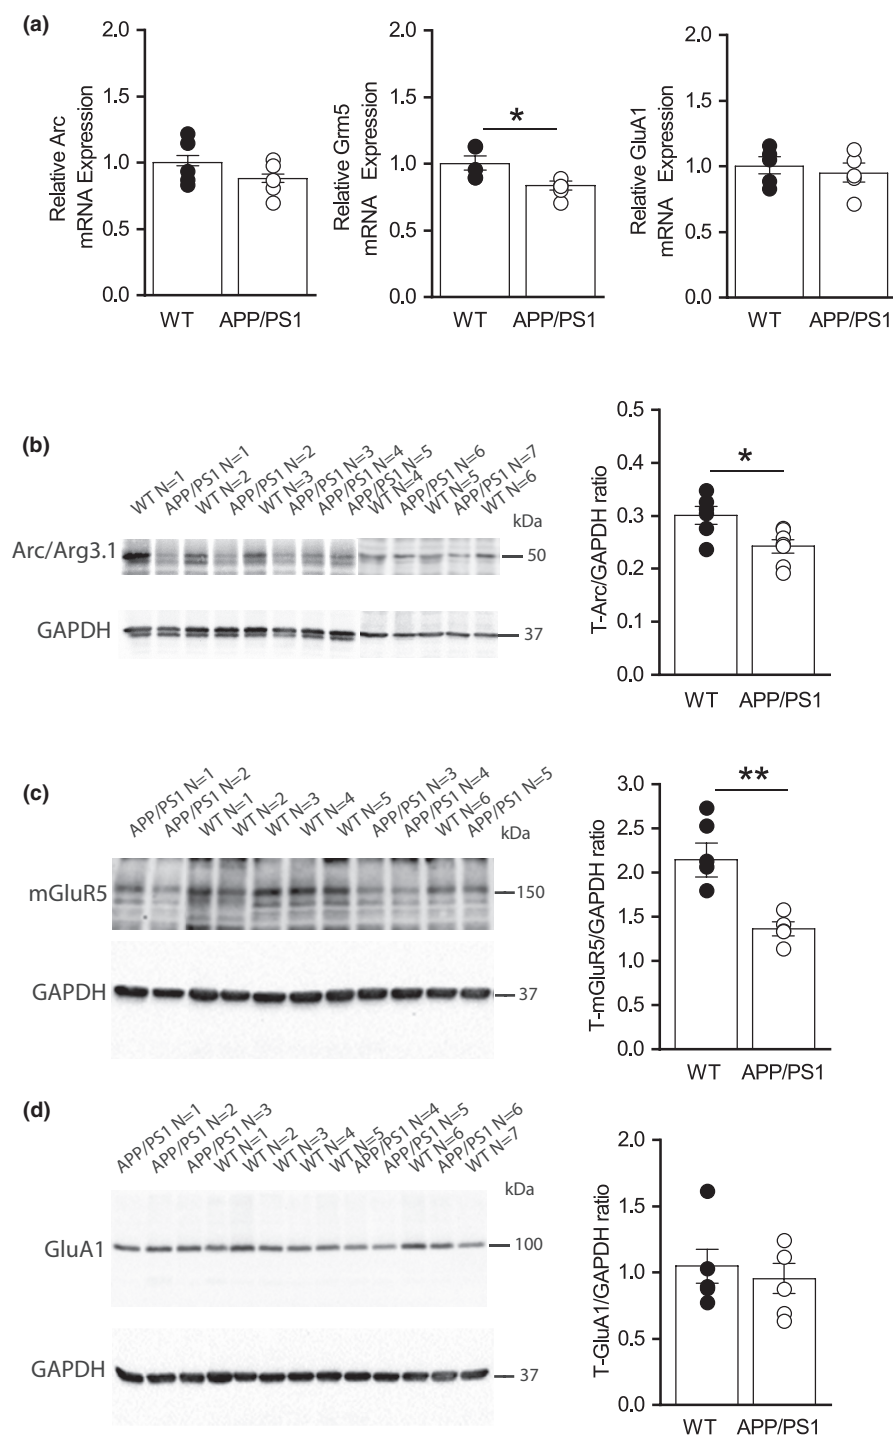 (a)
Relative Arc
mRNA Expression
2.0
1.5
1.0
0.5
0.0
WT APP/PS1
Relative Grm5
mRNA Expression
2.0
1.5
1.0
0.5
0.0
*
WT APP/PS1
Relative GluA1
mRNA Expression
2.0
1.5
1.0
0.5
0.0
WT APP/PS1
(b)
WT N=1
APP/PS1 N=1
WT N=2
APP/PS1 N=2
WT N=3
APP/PS1 N=3
APP/PS1 N=4
APP/PS1 N=5
WT N=4
APP/PS1 N=6
WT N=5
APP/PS1 N=7
WT N=6
kDa
Arc/Arg3.1
50
GAPDH
37
T-Arc/GAPDH ratio
0.5
0.4
0.3
0.2
0.1
0.0
*
WT APP/PS1
(c)
APP/PS1 N=1
APP/PS1 N=2
WT N=1
WT N=2
WT N=3
WT N=4
WT N=5
APP/PS1 N=3
APP/PS1 N=4
WT N=6
APP/PS1 N=5
kDa
mGluR5
150
GAPDH
37
T-mGluR5/GAPDH ratio
3.0
2.5
2.0
1.5
1.0
0.5
0.0
**
WT APP/PS1
(d)
APP/PS1 N=1
APP/PS1 N=2
APP/PS1 N=3
WT N=1
WT N=2
WT N=3
WT N=4
WT N=5
APP/PS1 N=4
APP/PS1 N=5
WT N=6
APP/PS1 N=6
WT N=7
kDa
GluA1
100
GAPDH
37
T-GluA1/GAPDH ratio
2.0
1.5
1.0
0.5
0.0
WT APP/PS1